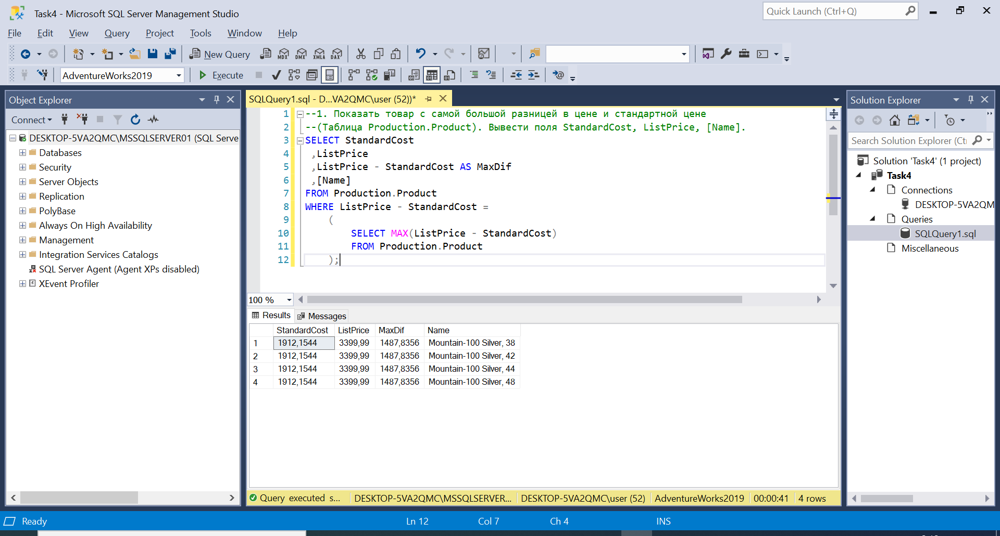 Task4 - Microsoft SQL Server Management Studio
Quick Launch (Ctrl+Q)
File Edit View Query Project Tools Window Help
New Query MDX DMX XMLA DAX
AdventureWorks2019 Execute
Object Explorer
Connect
DESKTOP-5VA2QMC\MSSQLSERVER01 (SQL Serve
Databases
Security
Server Objects
Replication
PolyBase
Always On High Availability
Management
Integration Services Catalogs
SQL Server Agent (Agent XPs disabled)
XEvent Profiler
SQLQuery1.sql - D...VA2QMC\user (52))*
1 --1. Показать товар с самой большой разницей в цене и стандартной цене
2 --(Таблица Production.Product). Вывести поля StandardCost, ListPrice, [Name].
3 SELECT StandardCost
4 ,ListPrice
5 ,ListPrice - StandardCost AS MaxDif
6 ,[Name]
7 FROM Production.Product
8 WHERE ListPrice - StandardCost =
9 (
10 SELECT MAX(ListPrice - StandardCost)
11 FROM Production.Product
12 );
100 %
Results Messages
StandardCost ListPrice MaxDif Name
1 1912,1544 3399,99 1487,8356 Mountain-100 Silver, 38
2 1912,1544 3399,99 1487,8356 Mountain-100 Silver, 42
3 1912,1544 3399,99 1487,8356 Mountain-100 Silver, 44
4 1912,1544 3399,99 1487,8356 Mountain-100 Silver, 48
Query executed s... DESKTOP-5VA2QMC\MSSQLSERVER... DESKTOP-5VA2QMC\user (52) AdventureWorks2019 00:00:41 4 rows
Solution Explorer
Search Solution Explorer (Ct
Solution 'Task4' (1 project)
Task4
Connections
DESKTOP-5VA2QM
Queries
SQLQuery1.sql
Miscellaneous
Ready Ln 12 Col 7 Ch 4 INS